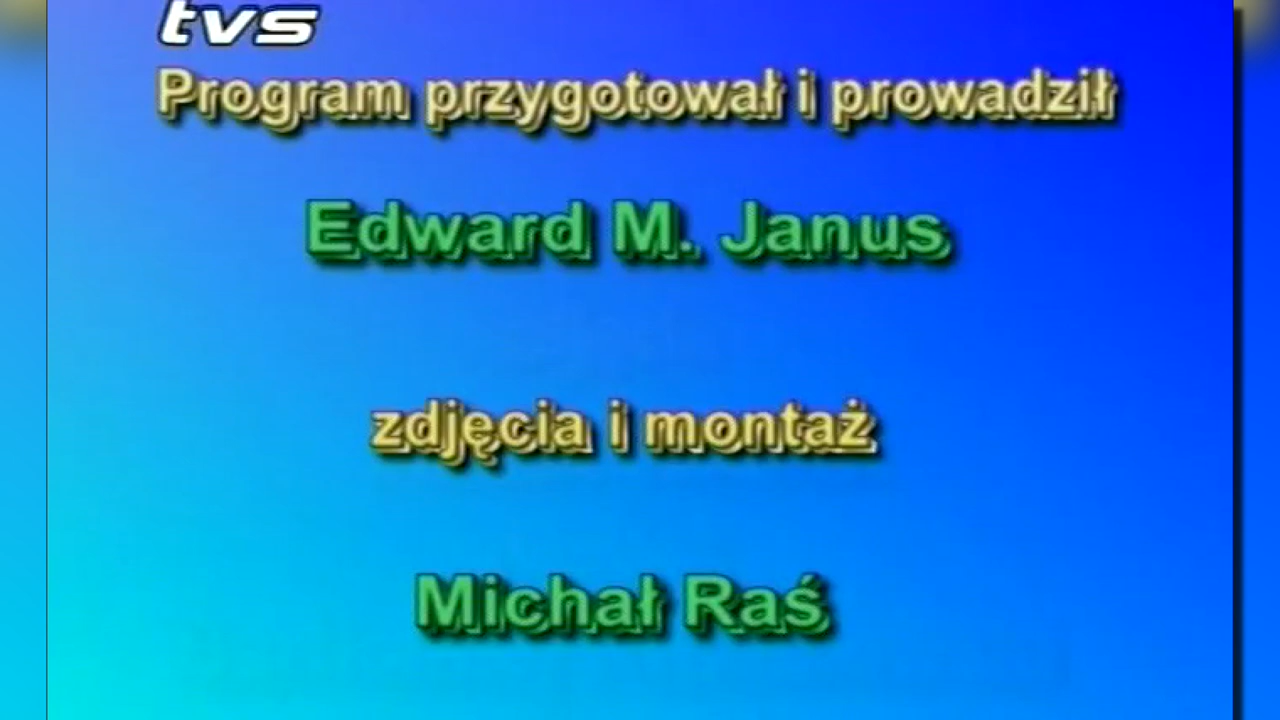 tvs
Program przygotował i prowadził
Edward M. Janus
zdjęcia i montaż
Michał Raś